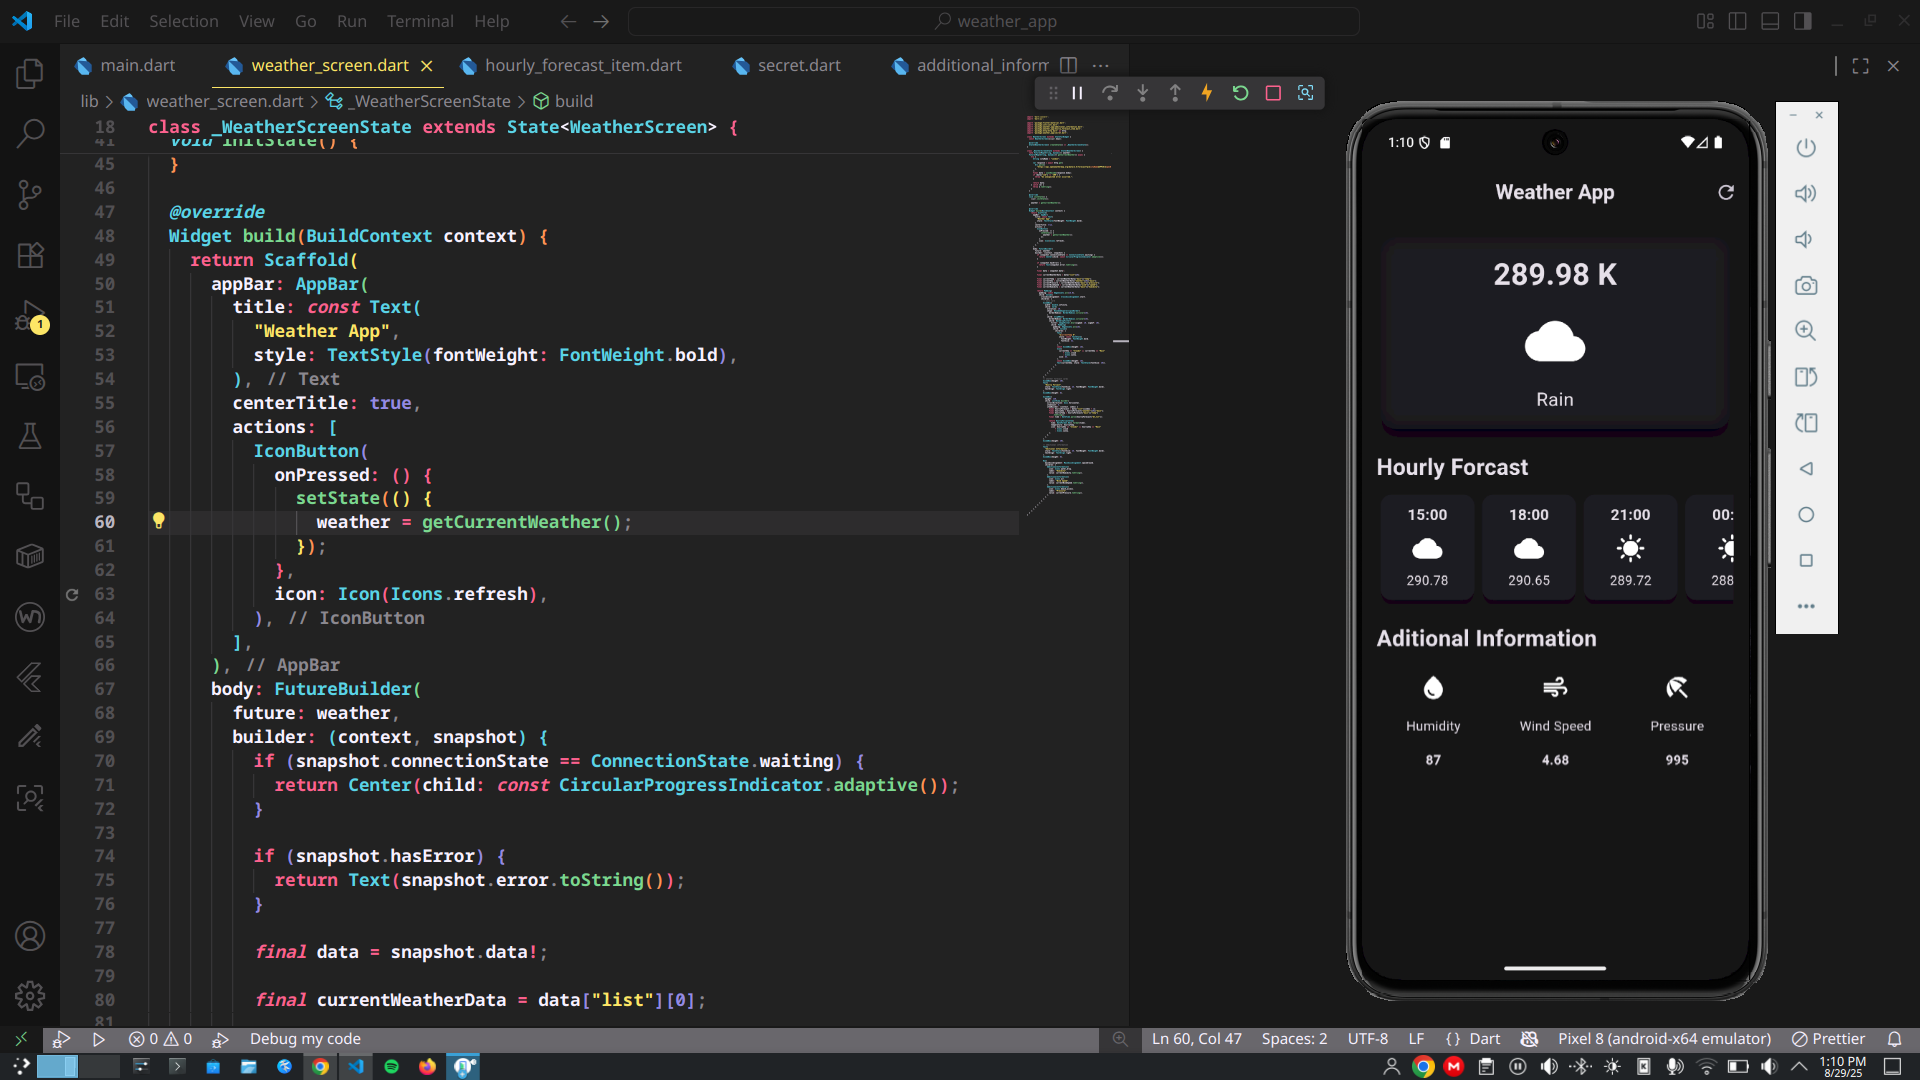 File Edit Selection View Go Run Terminal Help
weather_app
main.dart
weather_screen.dart
hourly_forecast_item.dart
secret.dart
additional_inforn
lib > weather_screen.dart > _WeatherScreenState > build
18 class _WeatherScreenState extends State<WeatherScreen> {
41 void initState() {
45 }
46
47 @override
48 Widget build(BuildContext context) {
49 return Scaffold(
50 appBar: AppBar(
51 title: const Text(
52 "Weather App",
53 style: TextStyle(fontWeight: FontWeight.bold),
54 ), // Text
55 centerTitle: true,
56 actions: [
57 IconButton(
58 onPressed: () {
59 setState(() {
60 weather = getCurrentWeather();
61 });
62 },
63 icon: Icon(Icons.refresh),
64 ), // IconButton
65 ],
66 ), // AppBar
67 body: FutureBuilder(
68 future: weather,
69 builder: (context, snapshot) {
70 if (snapshot.connectionState == ConnectionState.waiting) {
71 return Center(child: const CircularProgressIndicator.adaptive());
72 }
73
74 if (snapshot.hasError) {
75 return Text(snapshot.error.toString());
76 }
77
78 final data = snapshot.data!;
79
80 final currentWeatherData = data["list"][0];
81
1
1:10
Weather App
289.98 K
Rain
Hourly Forcast
15:00 18:00 21:00 00:
290.78 290.65 289.72 288
Aditional Information
Humidity Wind Speed Pressure
87 4.68 995
0 0 Debug my code
Ln 60, Col 47 Spaces: 2 UTF-8 LF {} Dart Pixel 8 (android-x64 emulator) Prettier
1:10 PM
8/29/25